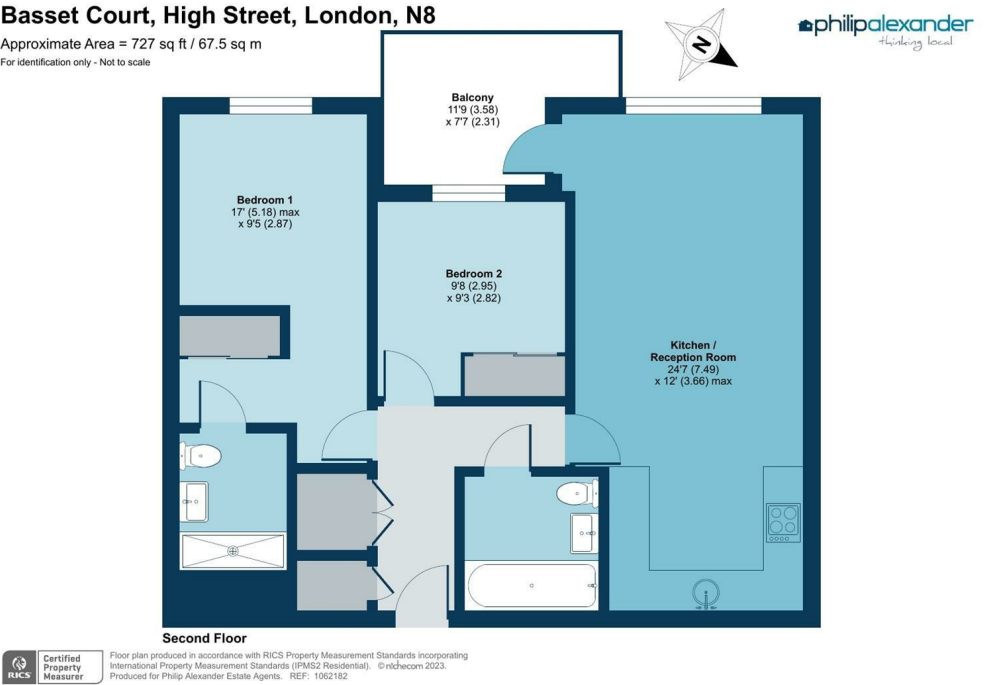 Basset Court, High Street, London, N8
Approximate Area = 727 sq ft / 67.5 sq m
For identification only - Not to scale
N
philipalexander
thinking local
Balcony
11'9 (3.58)
x 7'7 (2.31)
Bedroom 1
17' (5.18) max
x 9'5 (2.87)
Bedroom 2
9'8 (2.95)
x 9'3 (2.82)
Kitchen /
Reception Room
24'7 (7.49)
x 12' (3.66) max
Second Floor
RICS
Certified
Property
Measurer
Floor plan produced in accordance with RICS Property Measurement Standards incorporating
International Property Measurement Standards (IPMS2 Residential). © nichecom 2023.
Produced for Philip Alexander Estate Agents. REF: 1062182